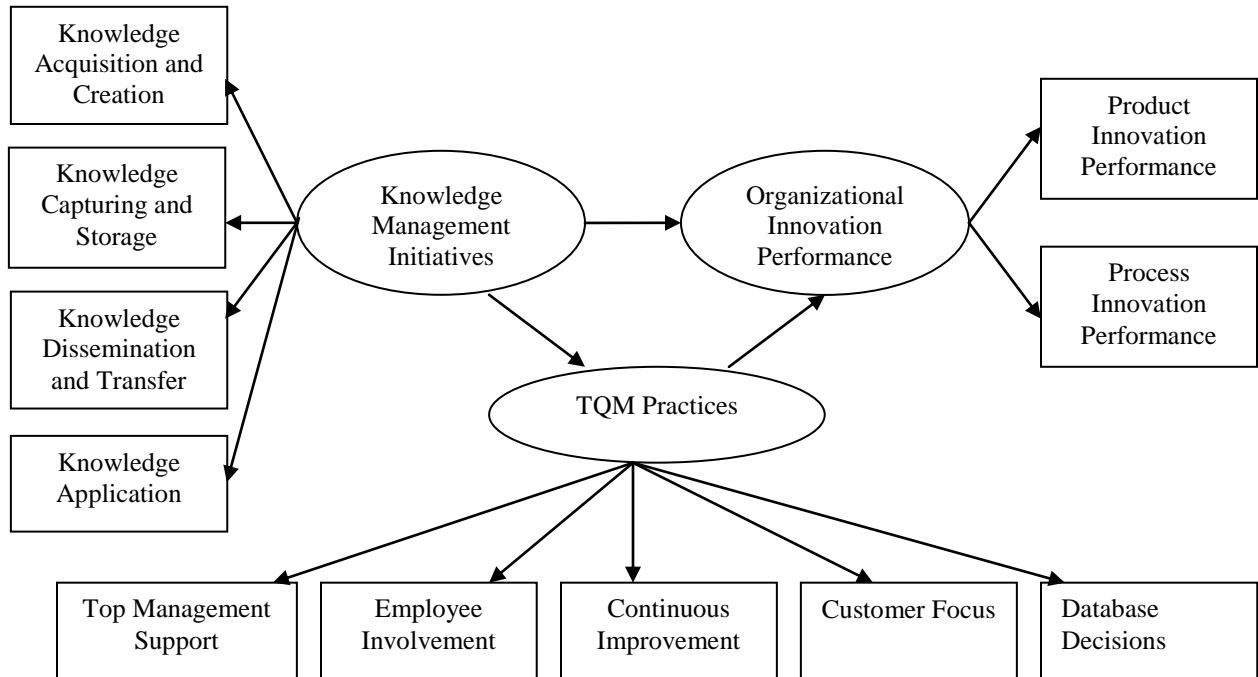 Knowledge
Acquisition and
Creation
Knowledge
Capturing and
Storage
Knowledge
Dissemination
and Transfer
Knowledge
Application
Knowledge
Management
Initiatives
Organizational
Innovation
Performance
Product
Innovation
Performance
Process
Innovation
Performance
TQM Practices
Top Management
Support
Employee
Involvement
Continuous
Improvement
Customer Focus
Database
Decisions